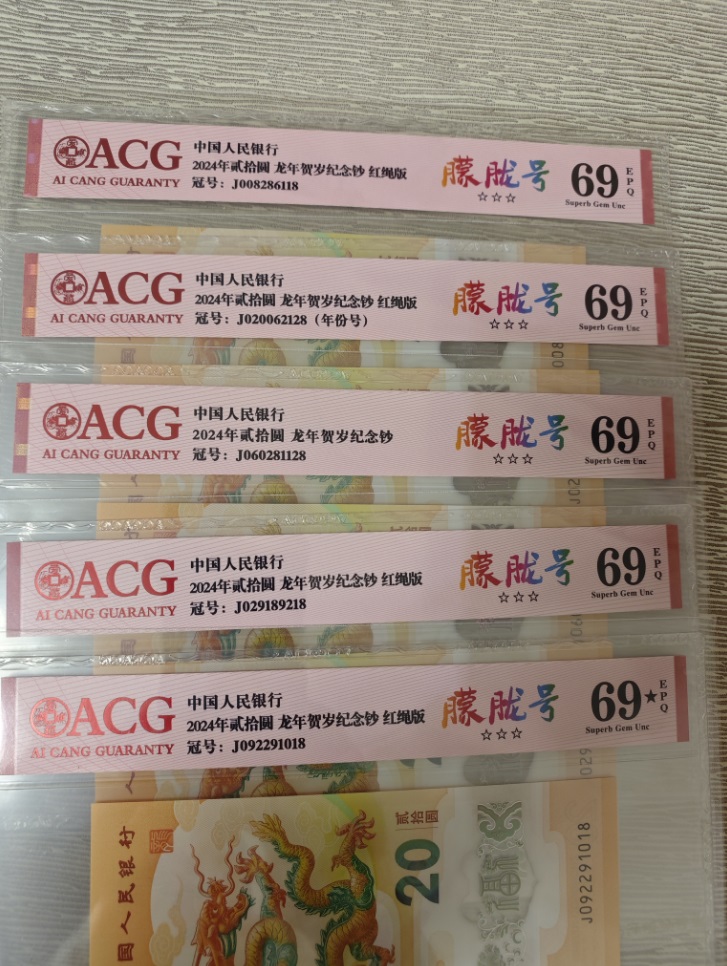 ACG
AI CANG GUARANTY
中国人民银行
2024年贰拾圆 龙年贺岁纪念钞 红绳版
冠号：J008286118
朦胧号
☆☆☆
69
EPQ
Superb Gem Unc
ACG
AI CANG GUARANTY
中国人民银行
2024年贰拾圆 龙年贺岁纪念钞 红绳版
冠号：J020062128（年份号）
朦胧号
☆☆☆
69
EPQ
Superb Gem Unc
008
ACG
AI CANG GUARANTY
中国人民银行
2024年贰拾圆 龙年贺岁纪念钞
冠号：J060281128
朦胧号
☆☆☆
69
EPQ
Superb Gem Unc
J02
ACG
AI CANG GUARANTY
中国人民银行
2024年贰拾圆 龙年贺岁纪念钞 红绳版
冠号：J029189218
朦胧号
☆☆☆
69
EPQ
Superb Gem Unc
ACG
AI CANG GUARANTY
中国人民银行
2024年贰拾圆 龙年贺岁纪念钞 红绳版
冠号：J092291018
朦胧号
☆☆☆
69★
EPQ
Superb Gem Unc
029
国人民银行
贰拾圆
20
J092291018